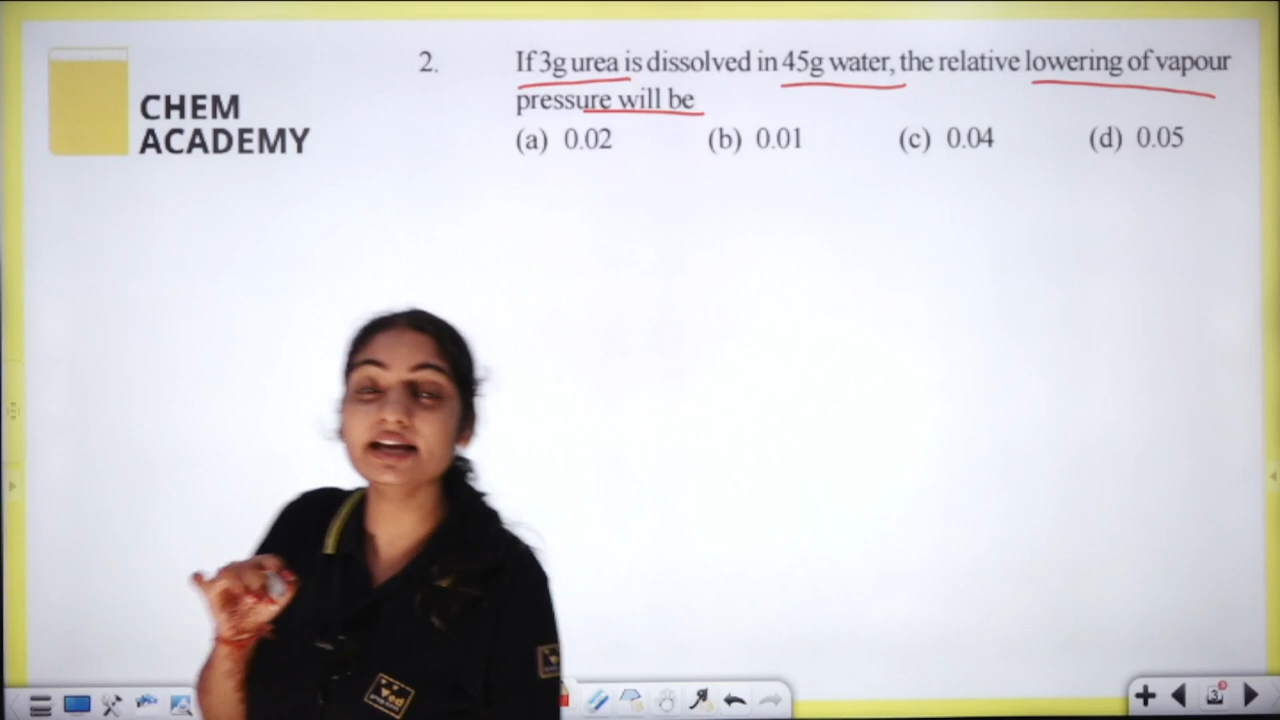 CHEM
ACADEMY
2. If 3g urea is dissolved in 45g water, the relative lowering of vapour
pressure will be
(a) 0.02 (b) 0.01 (c) 0.04 (d) 0.05
3